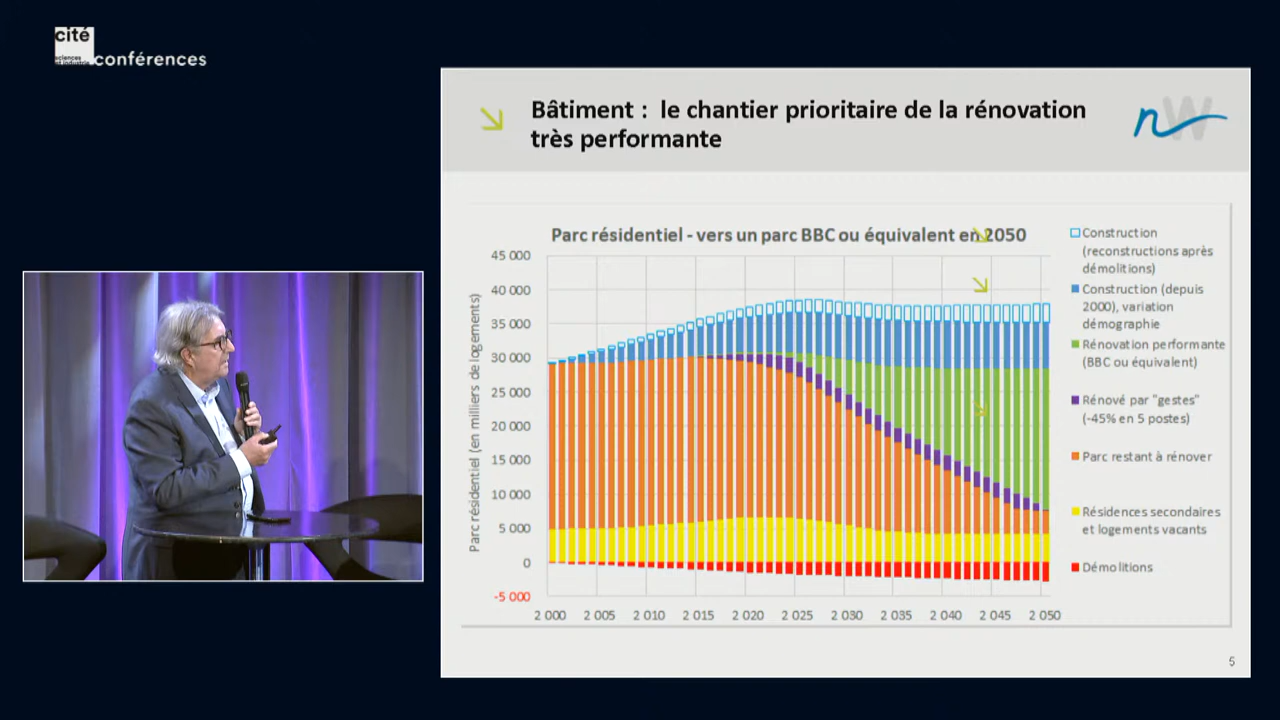 cité
sciences
et industrie
conférences
Bâtiment : le chantier prioritaire de la rénovation
très performante
nW
Parc résidentiel - vers un parc BBC ou équivalent en 2050
Parc résidentiel (en milliers de logements)
45 000
40 000
35 000
30 000
25 000
20 000
15 000
10 000
5 000
0
-5 000
2 000 2 005 2 010 2 015 2 020 2 025 2 030 2 035 2 040 2 045 2 050
Construction
(reconstructions après
démolitions)
Construction (depuis
2000), variation
démographie
Rénovation performante
(BBC ou équivalent)
Rénové par "gestes"
(-45% en 5 postes)
Parc restant à rénover
Résidences secondaires
et logements vacants
Démolitions
5